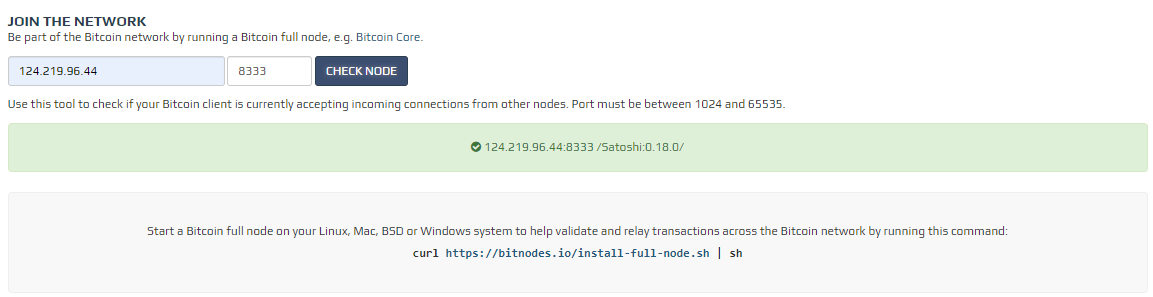 JOIN THE NETWORK
Be part of the Bitcoin network by running a Bitcoin full node, e.g. Bitcoin Core.
124.219.96.44 8333 CHECK NODE
Use this tool to check if your Bitcoin client is currently accepting incoming connections from other nodes. Port must be between 1024 and 65535.
124.219.96.44:8333 /Satoshi:0.18.0/
Start a Bitcoin full node on your Linux, Mac, BSD or Windows system to help validate and relay transactions across the Bitcoin network by running this command:
curl https://bitnodes.io/install-full-node.sh | sh